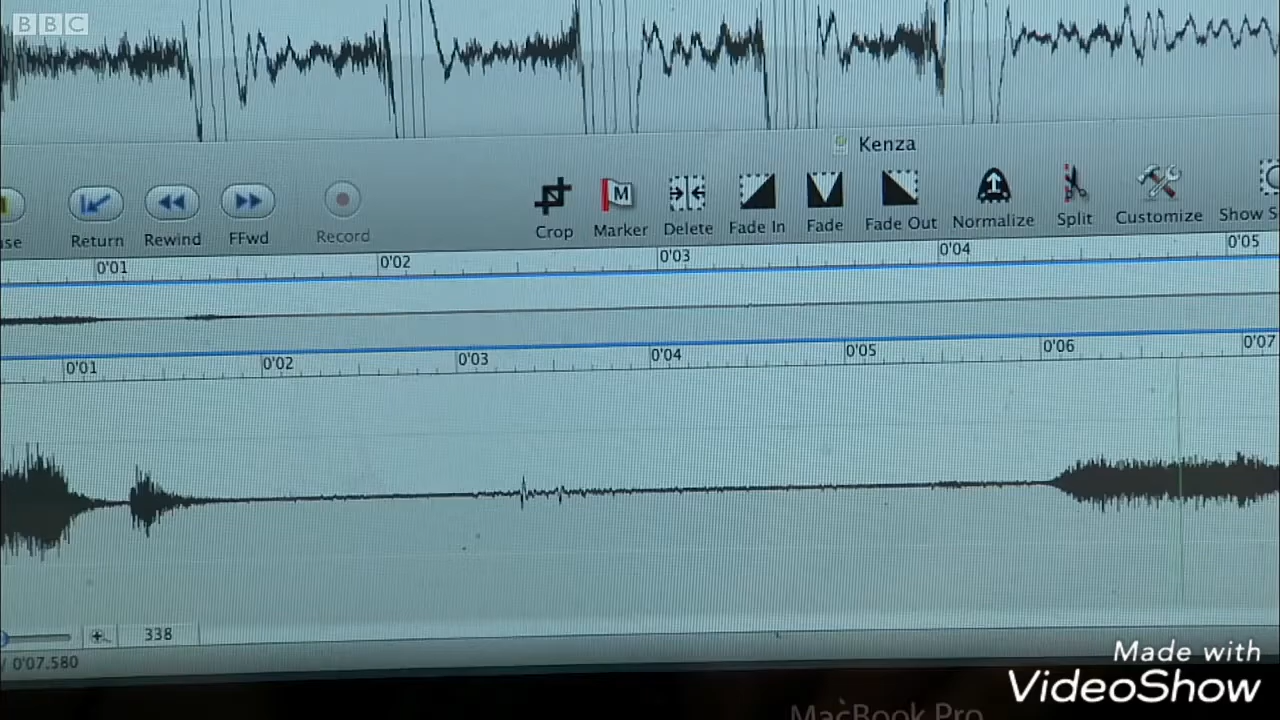 BBC
Kenza
Return Rewind FFwd Record Crop Marker Delete Fade In Fade Fade Out Normalize Split Customize Show
M
0'01 0'02 0'03 0'04 0'05
0'01 0'02 0'03 0'04 0'05 0'06 0'07
338
/ 0'07.580
Made with
VideoShow
MacBook Pro